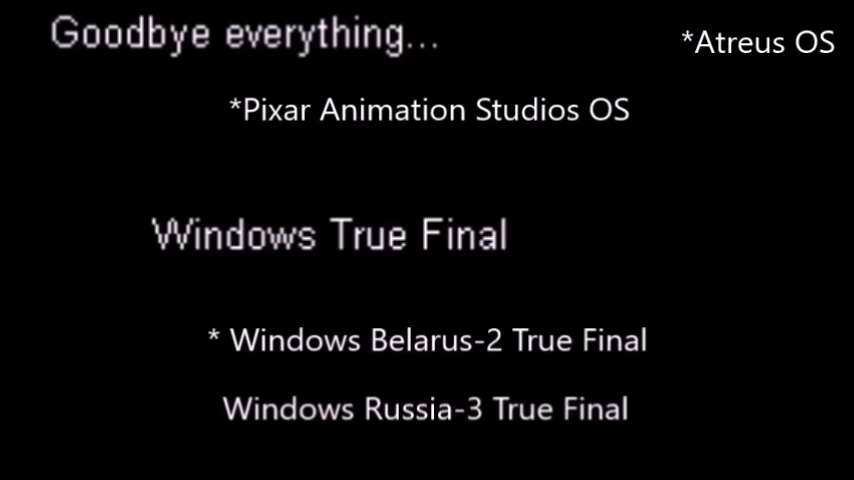 Goodbye everything...
*Atreus OS
*Pixar Animation Studios OS
Windows True Final
* Windows Belarus-2 True Final
Windows Russia-3 True Final